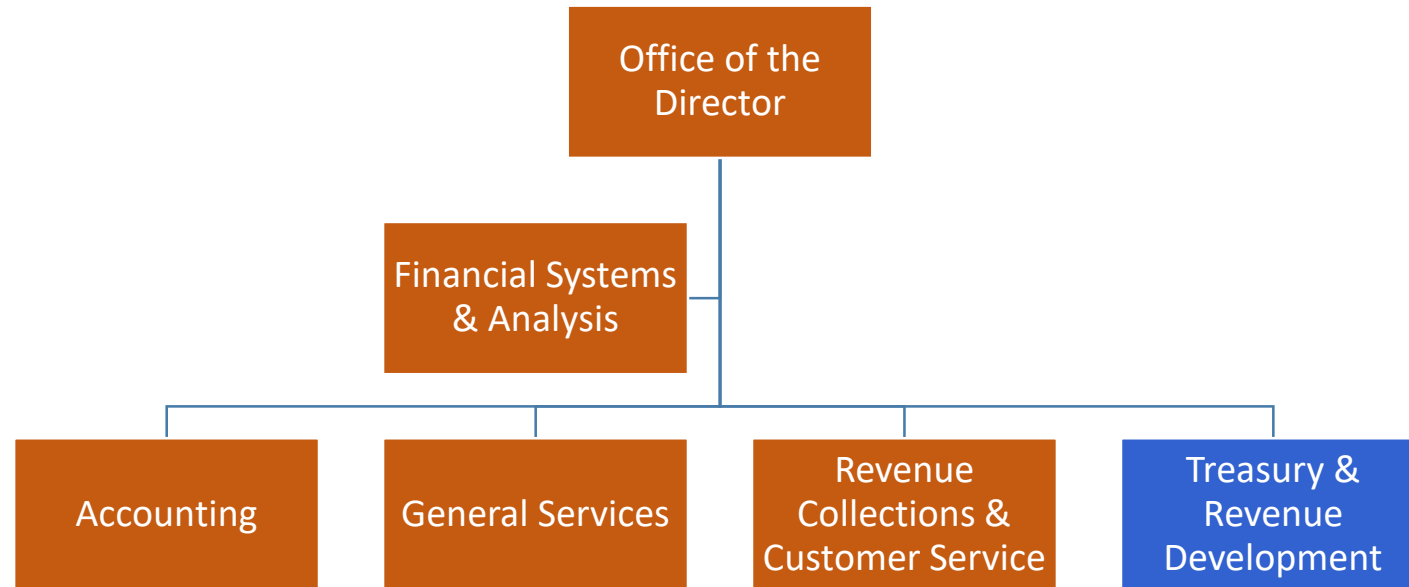 Office of the
Director
Financial Systems
& Analysis
Accounting
General Services
Revenue
Collections &
Customer Service
Treasury &
Revenue
Development